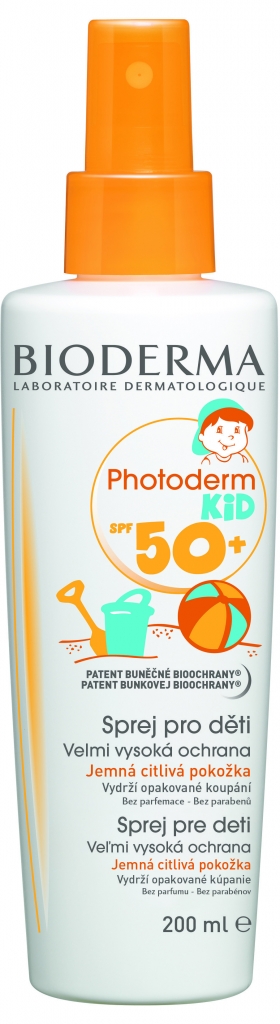 BIODERMA
LABORATOIRE DERMATOLOGIQUE
Photoderm
KiD
SPF 50+
PATENT BUNĚČNÉ BIOOCHRANY®
PATENT BUNKOVEJ BIOOCHRANY®
Sprej pro děti
Velmi vysoká ochrana
Jemná citlivá pokožka
Vydrží opakované koupání
Bez parfemace - Bez parabenů
Sprej pre deti
Veľmi vysoká ochrana
Jemná citlivá pokožka
Vydrží opakované kúpanie
Bez parfumu - Bez parabénov
200 ml ℮